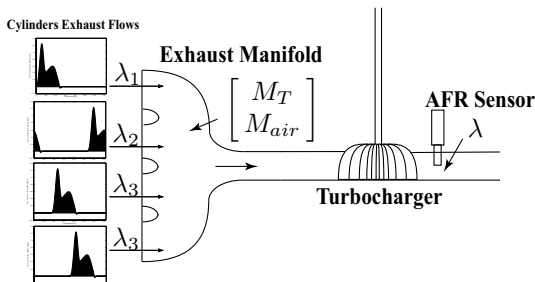 Cylinders Exhaust Flows
Exhaust Manifold
AFR Sensor
λ₁
M_T
M_air
λ
λ₂
λ₃
Turbocharger
λ₃